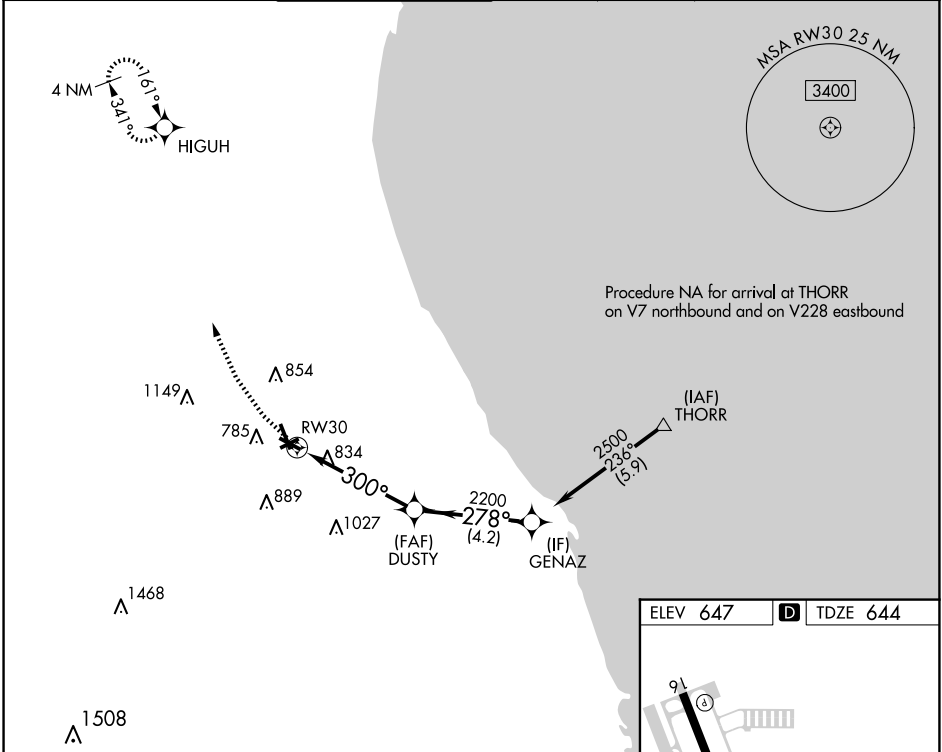 MSA RW30 25 NM
3400
4 NM
161°
341°
HIGUH
Procedure NA for arrival at THORR
on V7 northbound and on V228 eastbound
854
1149
(IAF)
THORR
785
RW30
834
2500
236°
(5.9)
300°
889
2200
278°
(4.2)
1027
(FAF)
DUSTY
(IF)
GENAZ
1468
ELEV 647
D
TDZE 644
16
P
1508